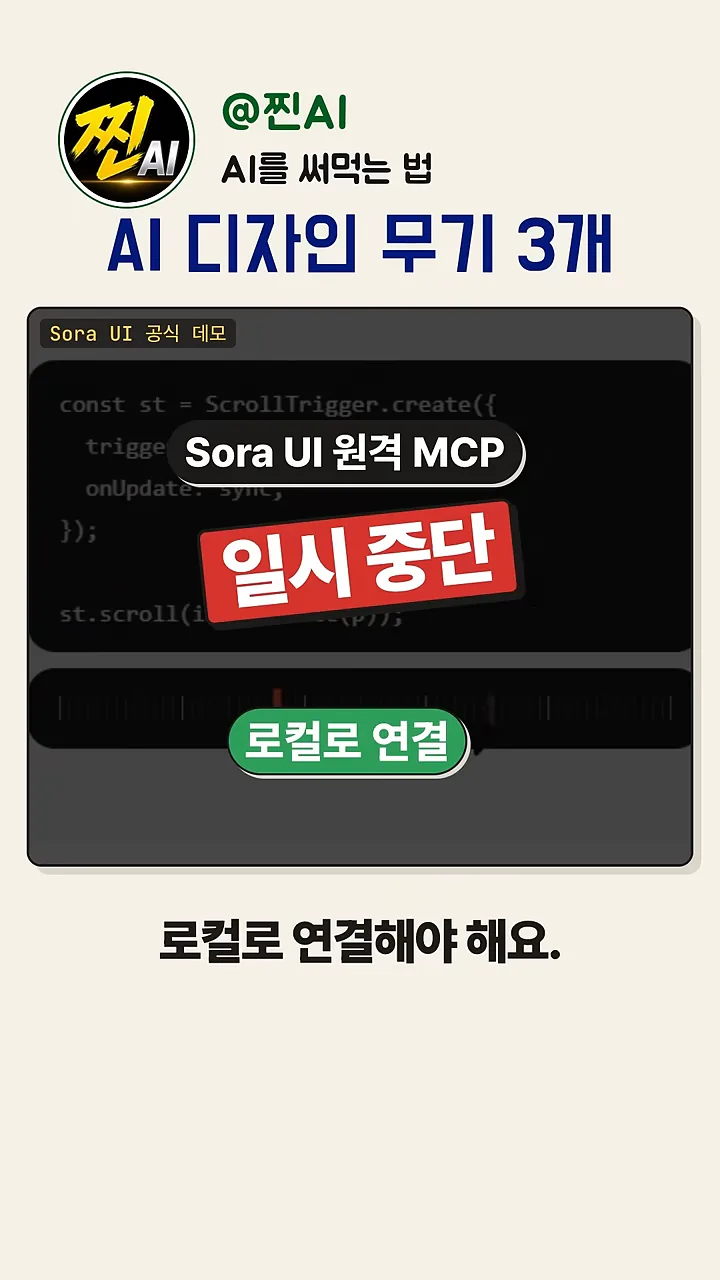 찐AI
@찐AI
AI를 써먹는 법
AI 디자인 무기 3개
Sora UI 공식 데모
const st = ScrollTrigger.create({
Sora UI 원격 MCP
onUpdate: sync,
});
일시 중단
st.scroll(
로컬로 연결
로컬로 연결해야 해요.